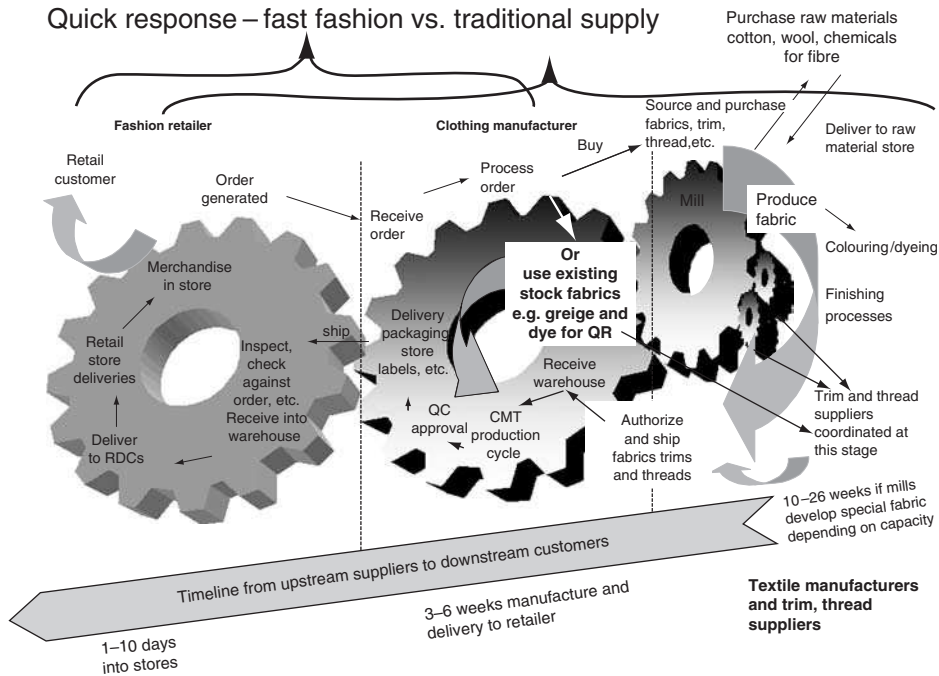 Quick response – fast fashion vs. traditional supply
Purchase raw materials
cotton, wool, chemicals
for fibre
Fashion retailer
Clothing manufacturer
Source and purchase
fabrics, trim,
thread,etc.
Deliver to raw
material store
Retail
customer
Order
generated
Receive
order
Process
order
Buy
Mill
Produce
fabric
Colouring/dyeing
Finishing
processes
Or
use existing
stock fabrics
e.g. greige and
dye for QR
Merchandise
in store
Retail
store
deliveries
Deliver
to RDCs
Inspect,
check
against
order, etc.
Receive into
warehouse
ship
Delivery
packaging
store
labels, etc.
QC
approval
CMT
production
cycle
Receive
warehouse
Authorize
and ship
fabrics trims
and threads
Trim and thread
suppliers
coordinated at
this stage
10–26 weeks if mills
develop special fabric
depending on capacity
Timeline from upstream suppliers to downstream customers
1–10 days
into stores
3–6 weeks manufacture and
delivery to retailer
Textile manufacturers
and trim, thread
suppliers